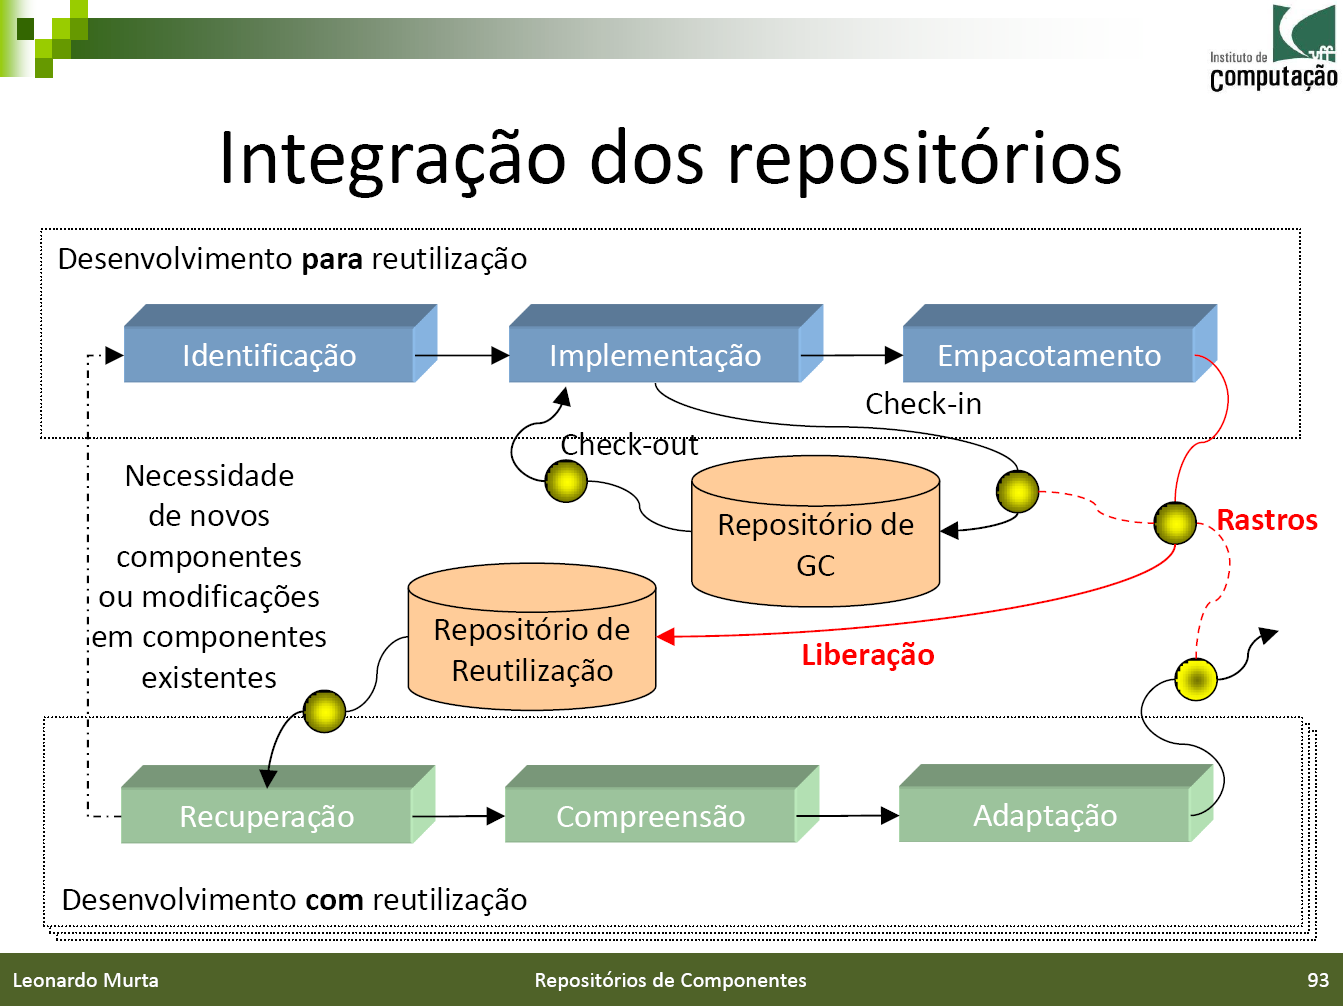 Instituto de
Computação
uff
Integração dos repositórios
Desenvolvimento para reutilização
Identificação
Implementação
Empacotamento
Check-in
Check-out
Necessidade
de novos
componentes
ou modificações
em componentes
existentes
Repositório de
GC
Rastros
Repositório de
Reutilização
Liberação
Recuperação
Compreensão
Adaptação
Desenvolvimento com reutilização
Leonardo Murta
Repositórios de Componentes
93